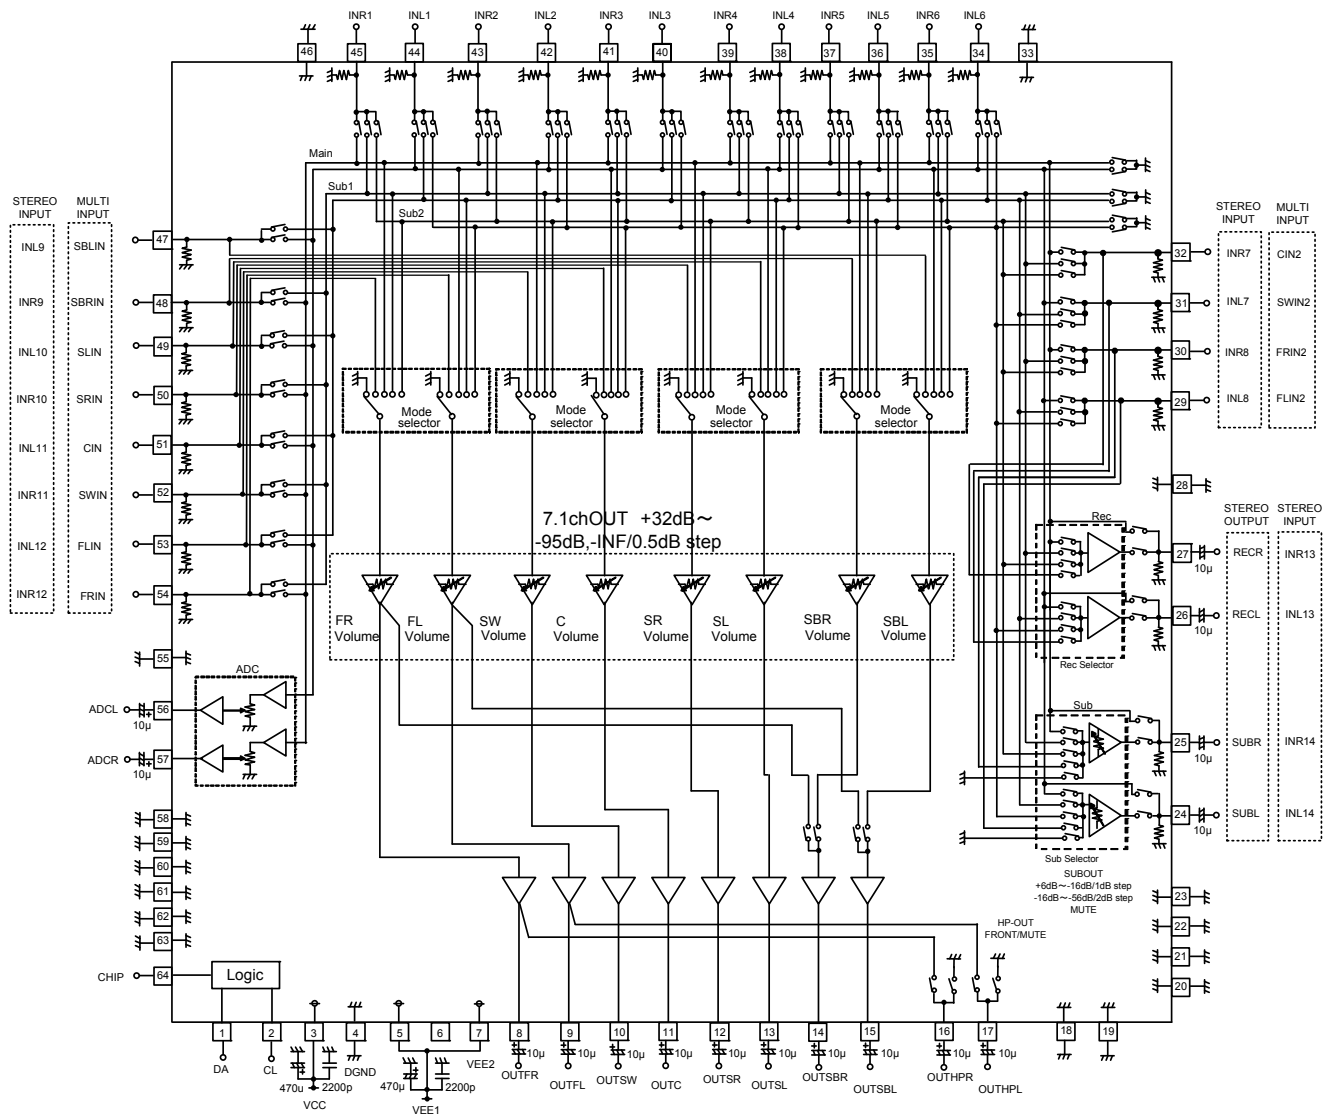 INR1 INL1 INR2 INL2 INR3 INL3 INR4 INL4 INR5 INL5 INR6 INL6
46 45 44 43 42 41 40 39 38 37 36 35 34 33
Main
Sub1
Sub2
STEREO INPUT
MULTI INPUT
INL9 SBLIN 47
INR9 SBRIN 48
INL10 SLIN 49
INR10 SRIN 50
INL11 CIN 51
INR11 SWIN 52
INL12 FLIN 53
INR12 FRIN 54
55
ADC
ADCL 10μ 56
ADCR 10μ 57
58
59
60
61
62
63
CHIP 64
Logic
Mode selector
Mode selector
Mode selector
Mode selector
7.1chOUT +32dB～
-95dB,-INF/0.5dB step
FR Volume
FL Volume
SW Volume
C Volume
SR Volume
SL Volume
SBR Volume
SBL Volume
STEREO INPUT
MULTI INPUT
32 INR7 CIN2
31 INL7 SWIN2
30 INR8 FRIN2
29 INL8 FLIN2
28
STEREO OUTPUT
STEREO INPUT
Rec
27 10μ RECR INR13
26 10μ RECL INL13
Rec Selector
Sub
25 10μ SUBR INR14
24 10μ SUBL INL14
Sub Selector
SUBOUT
+6dB～-16dB/1dB step
-16dB～-56dB/2dB step
MUTE
23
22
21
20
HP-OUT
FRONT/MUTE
1 2 3 4 5 6 7 8 9 10 11 12 13 14 15 16 17 18 19
DA CL DGND VEE2
470u 2200p
VCC
470μ 2200p
VEE1
10μ 10μ 10μ 10μ 10μ 10μ 10μ 10μ 10μ 10μ
OUTFR OUTFL OUTSW OUTC OUTSR OUTSL OUTSBR OUTSBL OUTHPR OUTHPL